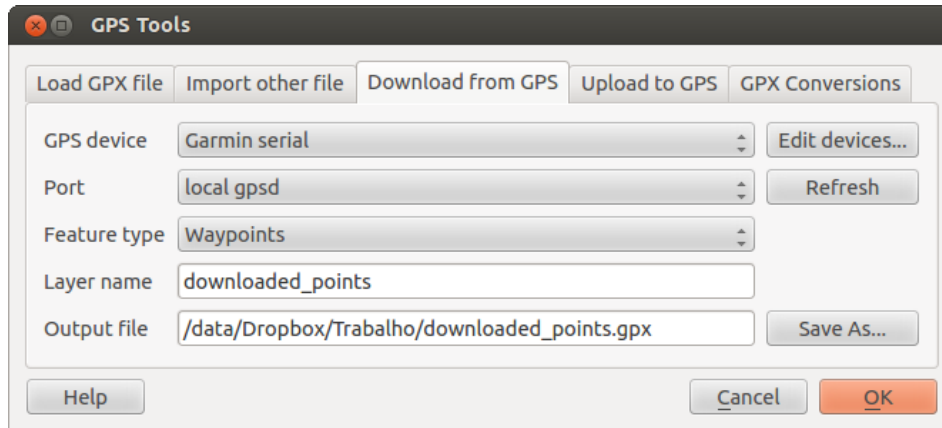 GPS Tools
Load GPX file Import other file Download from GPS Upload to GPS GPX Conversions
GPS device Garmin serial Edit devices...
Port local gpsd Refresh
Feature type Waypoints
Layer name downloaded_points
Output file /data/Dropbox/Trabalho/downloaded_points.gpx Save As...
Help Cancel OK